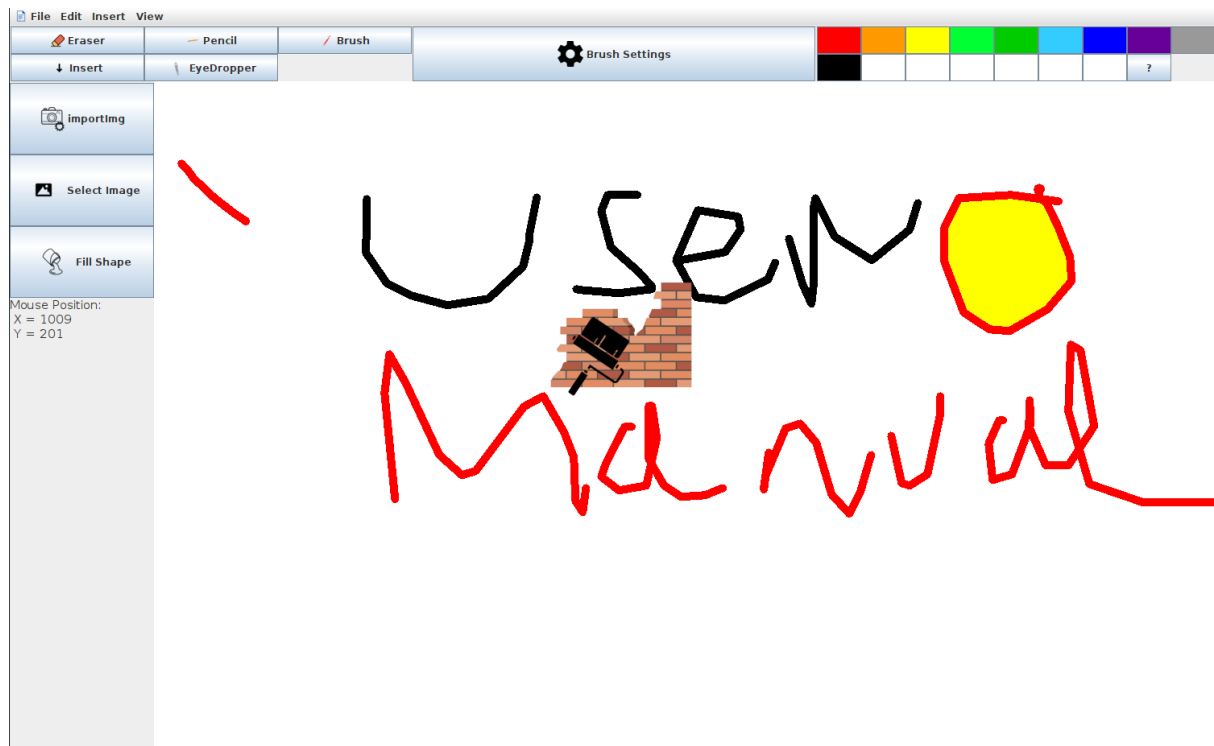 File Edit Insert View
Eraser Pencil Brush Brush Settings
Insert EyeDropper ?
importImg
Select Image
Fill Shape
Mouse Position:
X = 1009
Y = 201
User
Manual